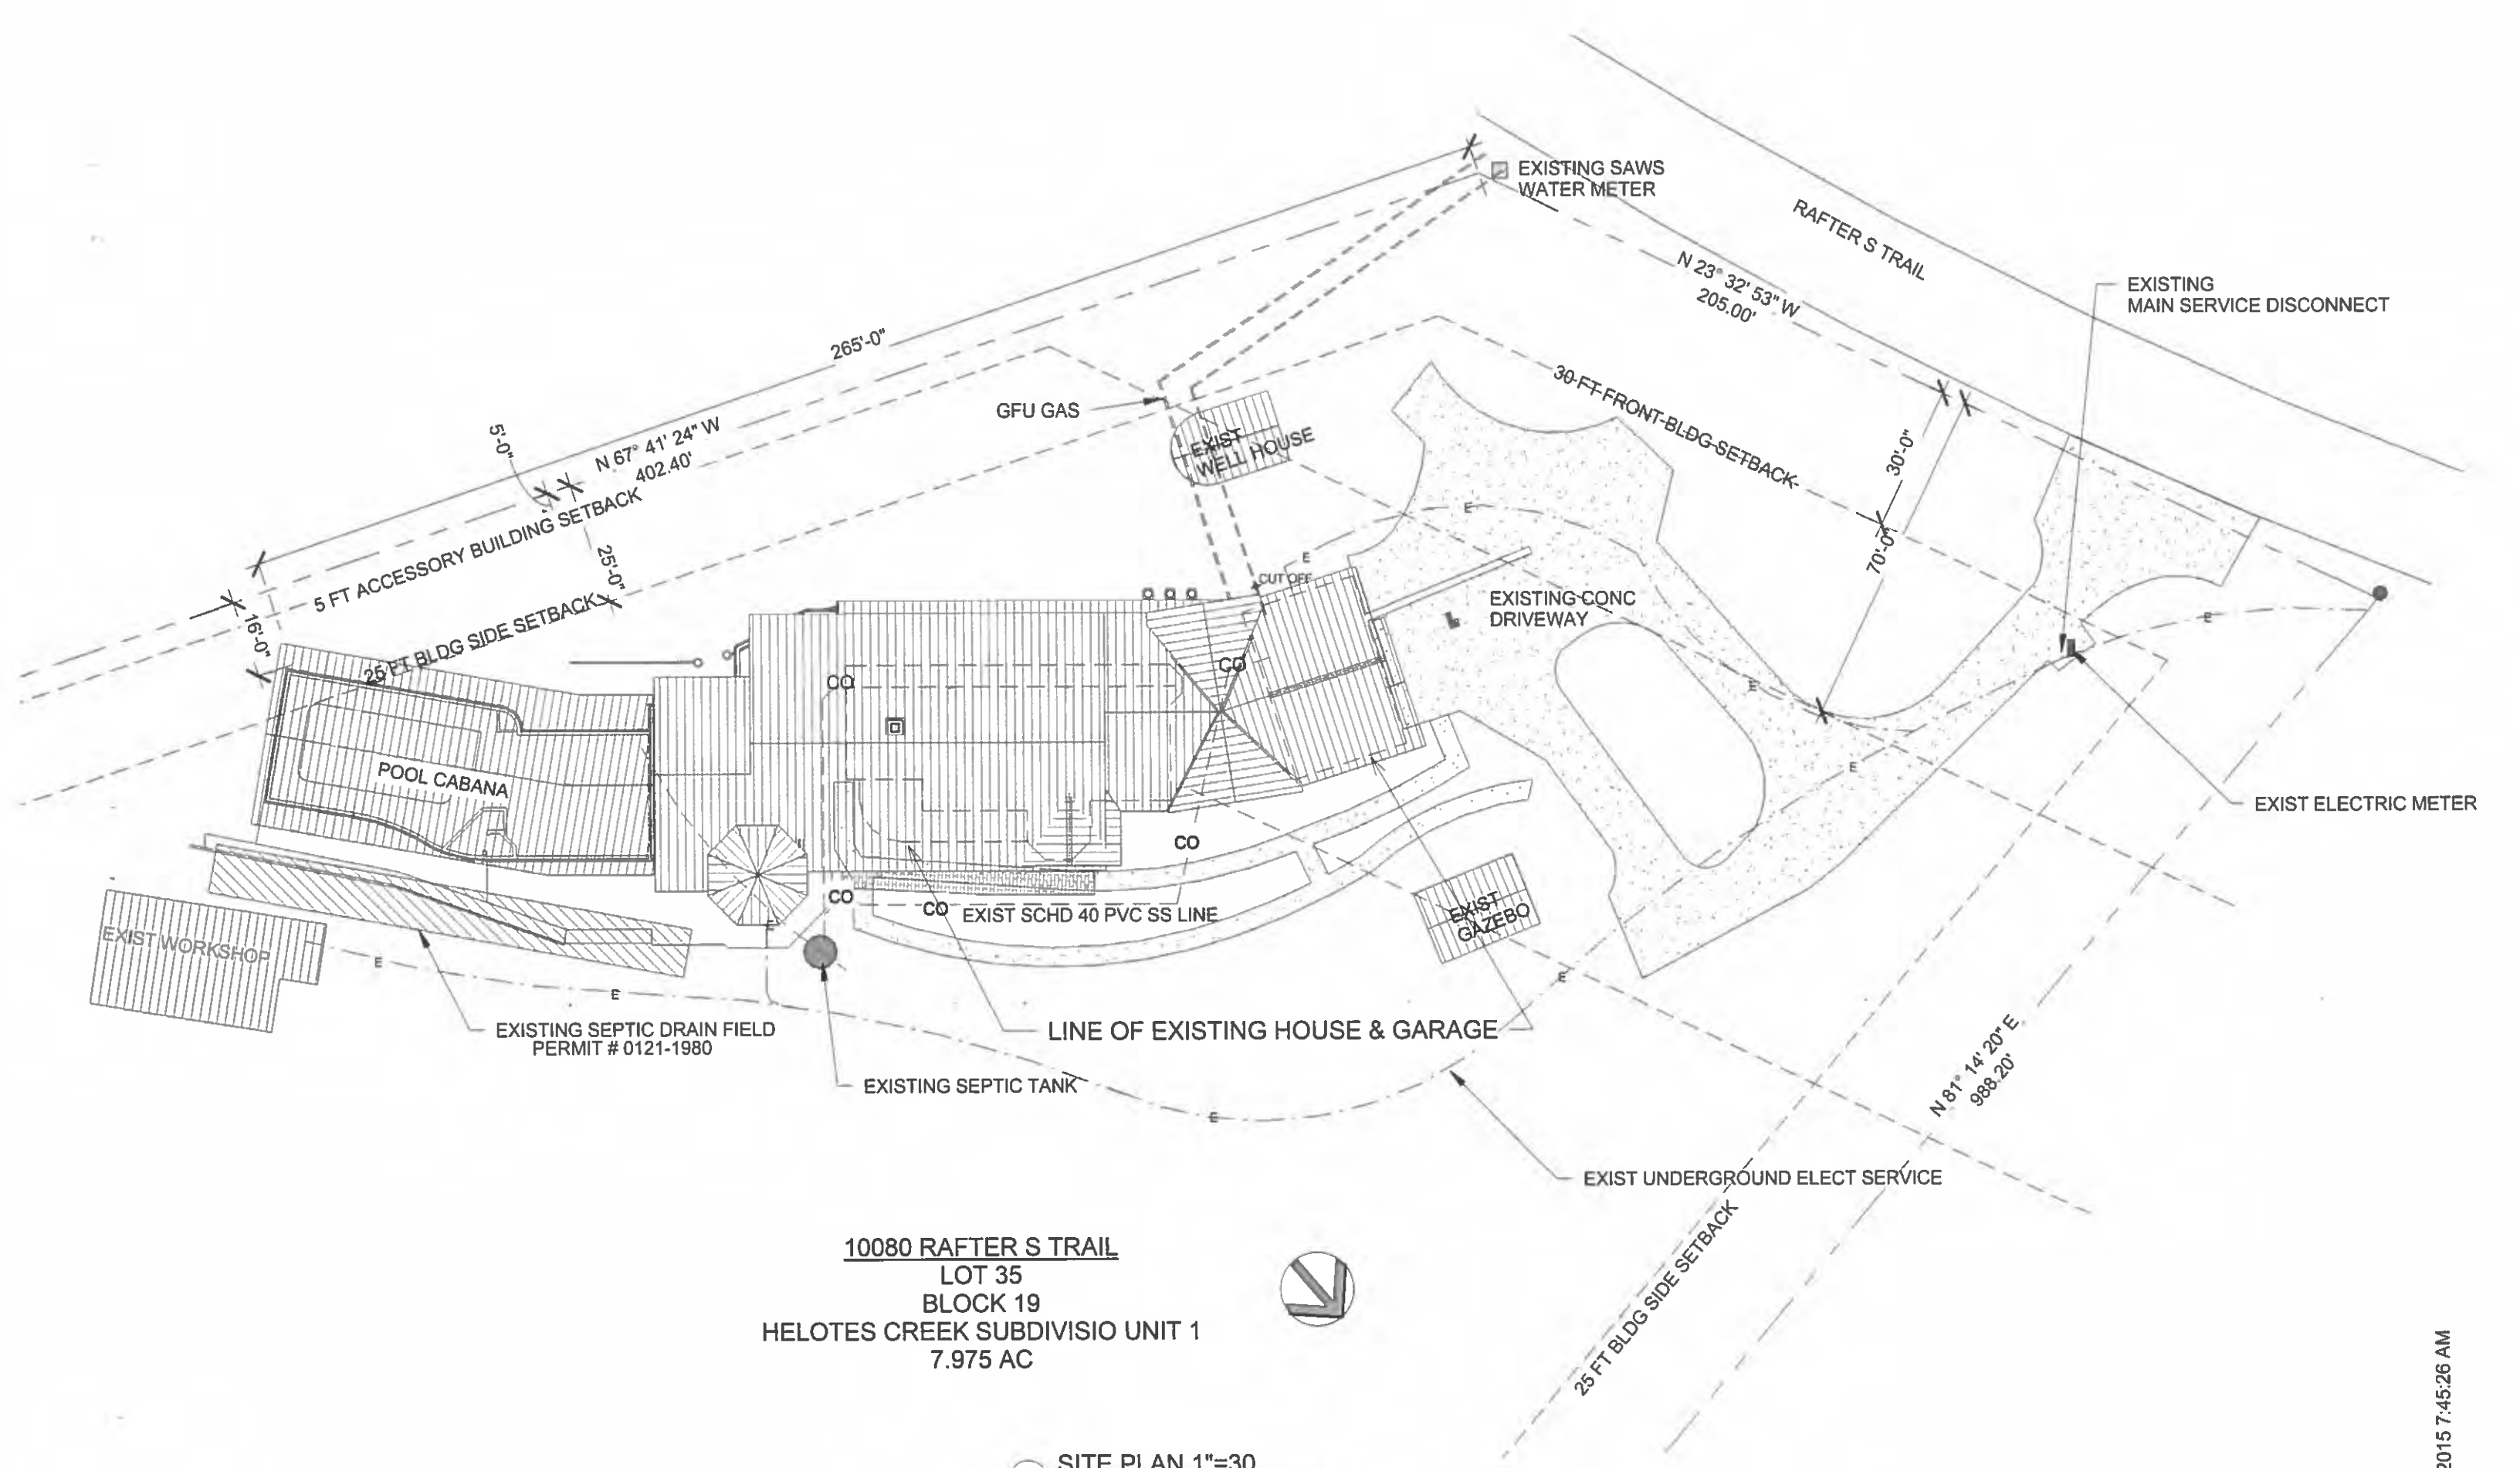 EXISTING SAWS
WATER METER
RAFTER S TRAIL
N 23° 32' 53" W
205.00'
EXISTING
MAIN SERVICE DISCONNECT
265'-0"
30 FT FRONT BLDG SETBACK
GFU GAS
5'-0"
N 67° 41' 24" W
402.40'
EXIST
WELL HOUSE
30'-0"
70'-0"
5 FT ACCESSORY BUILDING SETBACK
25'-0"
E
E
CUT OFF
EXISTING CONC
DRIVEWAY
16'-0"
25 FT BLDG SIDE SETBACK
E
CO
CO
E
POOL CABANA
E
EXIST ELECTRIC METER
CO
CO
CO
EXIST SCHD 40 PVC SS LINE
EXIST
GAZEBO
E
EXIST WORKSHOP
E
E
E
EXISTING SEPTIC DRAIN FIELD
PERMIT # 0121-1980
LINE OF EXISTING HOUSE & GARAGE
EXISTING SEPTIC TANK
E
N 81° 14' 20" E
988.20'
EXIST UNDERGROUND ELECT SERVICE
25 FT BLDG SIDE SETBACK
10080 RAFTER S TRAIL
LOT 35
BLOCK 19
HELOTES CREEK SUBDIVISIO UNIT 1
7.975 AC
SITE PLAN 1"=30
2015 7:45:26 AM